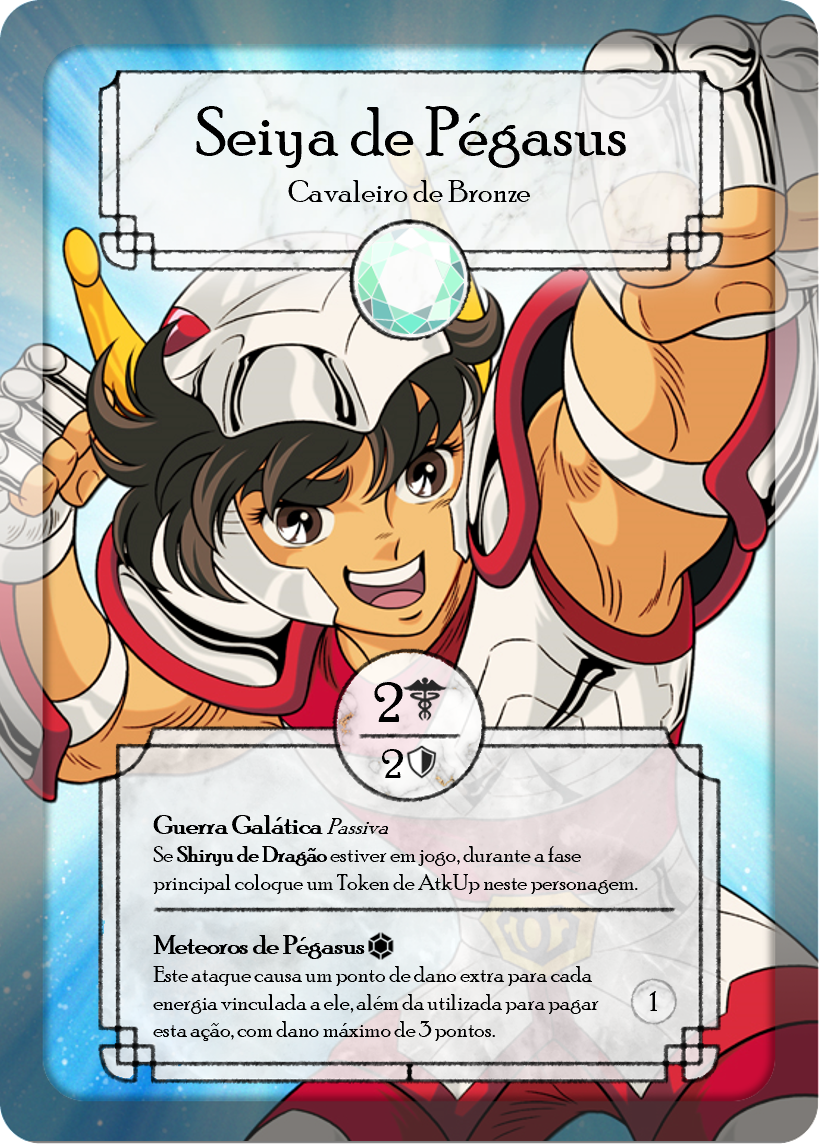 Seiya de Pégasus
Cavaleiro de Bronze
2
2
Guerra Galática Passiva
Se Shiryu de Dragão estiver em jogo, durante a fase
principal coloque um Token de AtkUp neste personagem.
Meteoros de Pégasus
Este ataque causa um ponto de dano extra para cada
energia vinculada a ele, além da utilizada para pagar
esta ação, com dano máximo de 3 pontos.
1